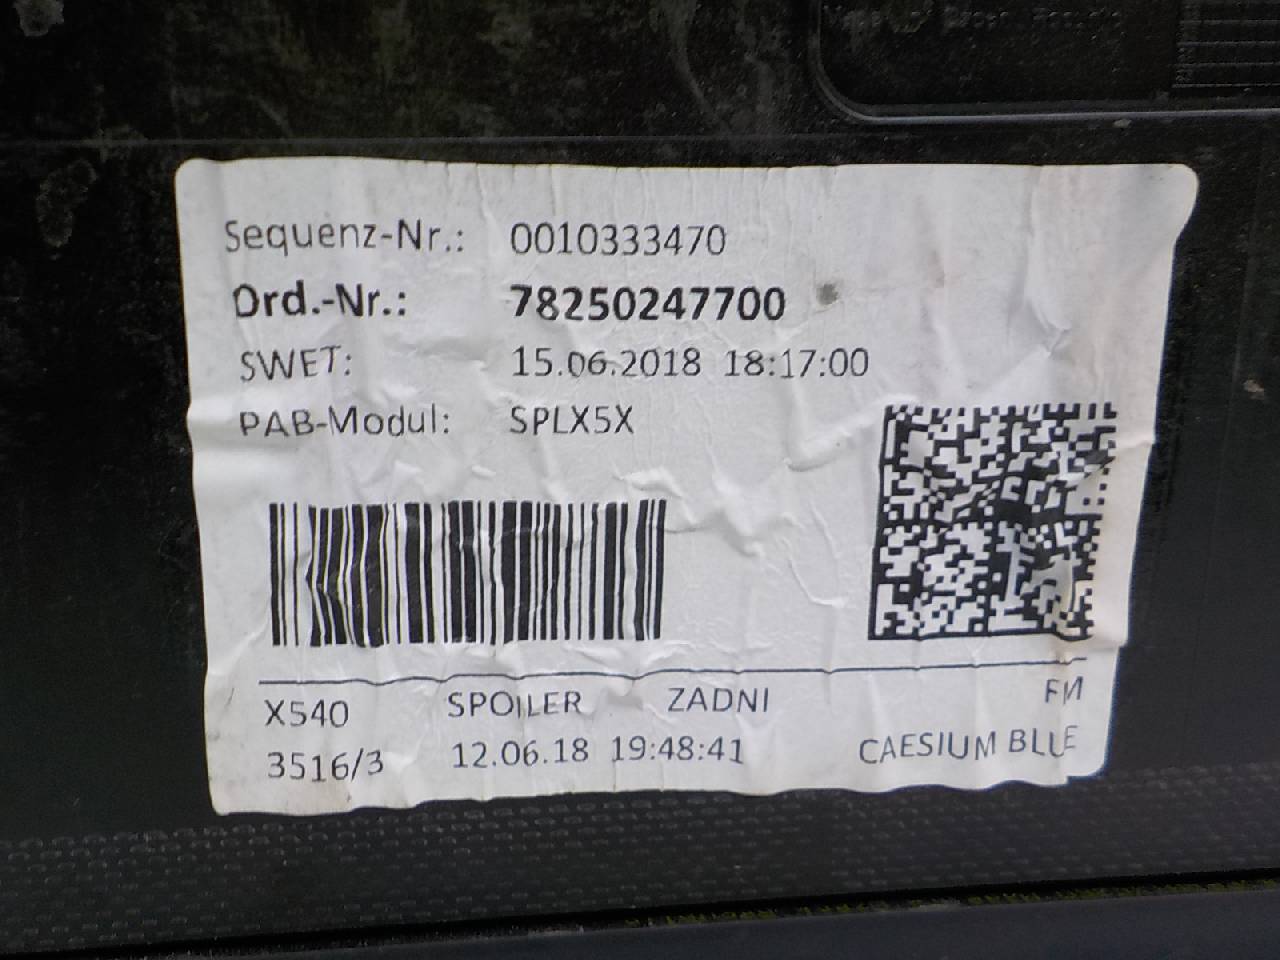 Sequenz-Nr.: 0010333470
Ord.-Nr.: 78250247700
SWET: 15.06.2018 18:17:00
PAB-Modul: SPLX5X
X540 SPOILER ZADNI FM
3516/3 12.06.18 19:48:41 CAESIUM BLUE